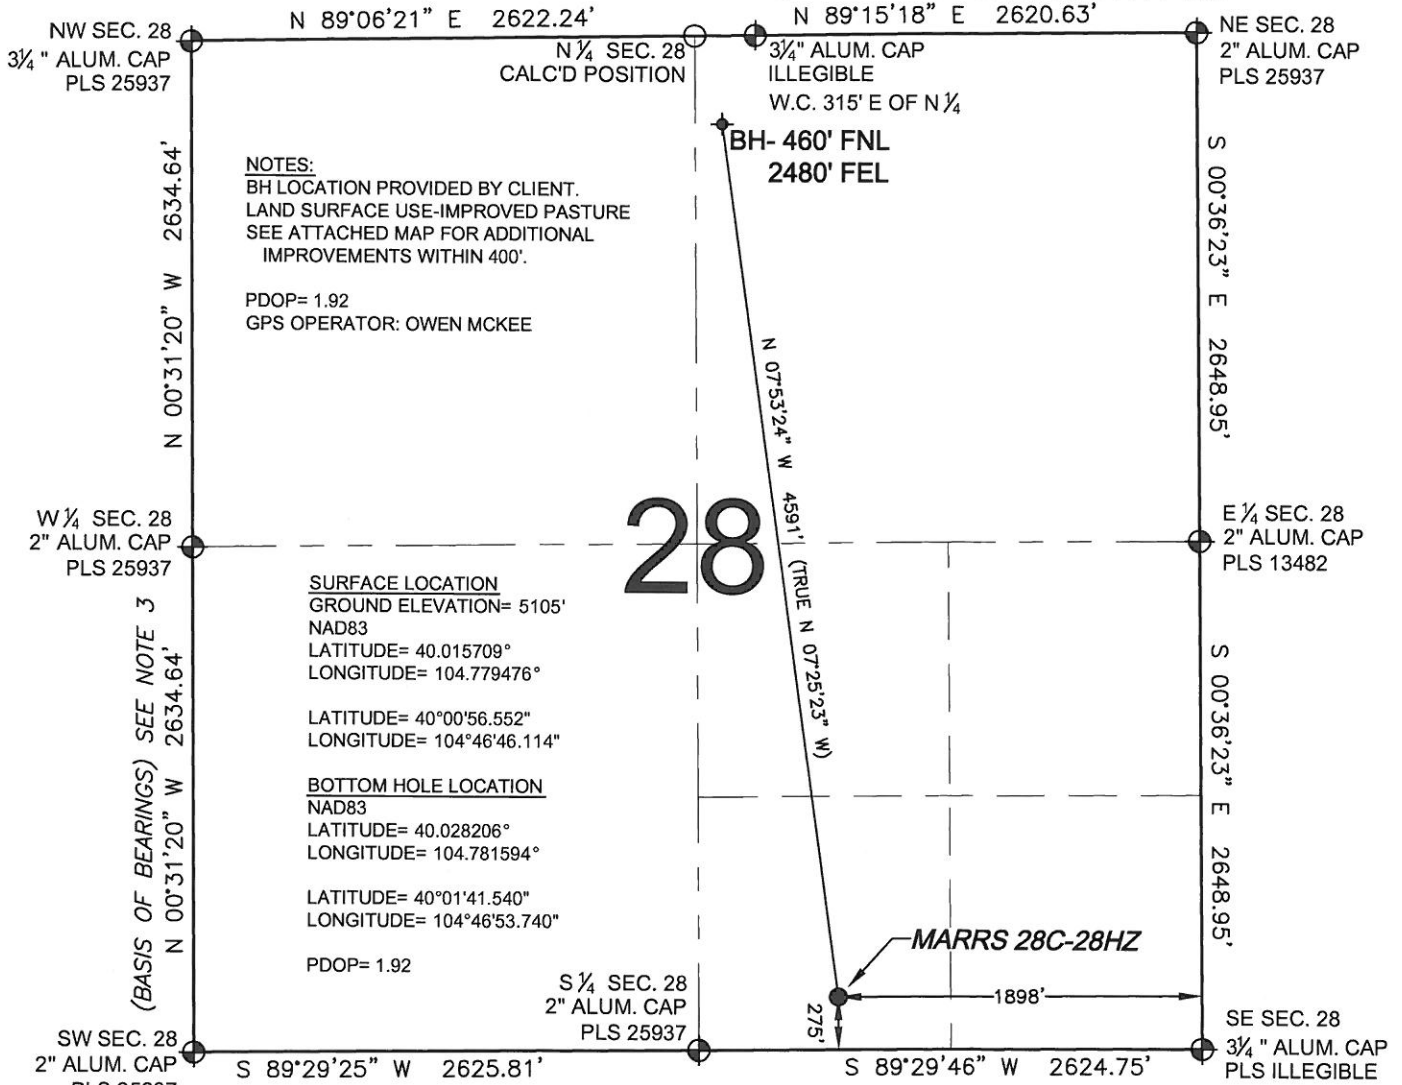 N 89°06'21" E 2622.24'
N 89°15'18" E 2620.63'
NW SEC. 28
3¼" ALUM. CAP
PLS 25937
N ¼ SEC. 28
CALC'D POSITION
3¼" ALUM. CAP
ILLEGIBLE
W.C. 315' E OF N ¼
NE SEC. 28
2" ALUM. CAP
PLS 25937
BH- 460' FNL
2480' FEL
NOTES:
BH LOCATION PROVIDED BY CLIENT.
LAND SURFACE USE-IMPROVED PASTURE
SEE ATTACHED MAP FOR ADDITIONAL
IMPROVEMENTS WITHIN 400'.
PDOP= 1.92
GPS OPERATOR: OWEN MCKEE
N 00°31'20" W 2634.64'
S 00°36'23" E 2648.95'
N 07°53'24" W 4591' (TRUE N 07°25'23" W)
28
W ¼ SEC. 28
2" ALUM. CAP
PLS 25937
E ¼ SEC. 28
2" ALUM. CAP
PLS 13482
SURFACE LOCATION
GROUND ELEVATION= 5105'
NAD83
LATITUDE= 40.015709°
LONGITUDE= 104.779476°
LATITUDE= 40°00'56.552"
LONGITUDE= 104°46'46.114"
BOTTOM HOLE LOCATION
NAD83
LATITUDE= 40.028206°
LONGITUDE= 104.781594°
LATITUDE= 40°01'41.540"
LONGITUDE= 104°46'53.740"
PDOP= 1.92
(BASIS OF BEARINGS) SEE NOTE 3
N 00°31'20" W 2634.64'
S 00°36'23" E 2648.95'
MARRS 28C-28HZ
1898'
275'
S ¼ SEC. 28
2" ALUM. CAP
PLS 25937
SW SEC. 28
2" ALUM. CAP
SE SEC. 28
3¼" ALUM. CAP
PLS ILLEGIBLE
S 89°29'25" W 2625.81'
S 89°29'46" W 2624.75'